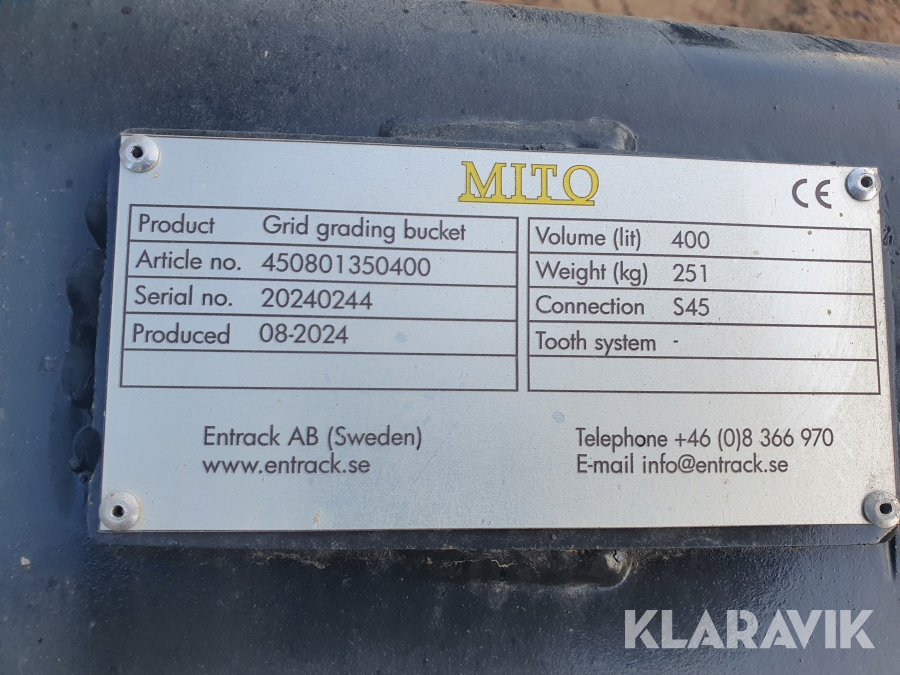 MITO
CE
Product Grid grading bucket
Article no. 450801350400
Serial no. 20240244
Produced 08-2024
Volume (lit) 400
Weight (kg) 251
Connection S45
Tooth system -
Entrack AB (Sweden)
www.entrack.se
Telephone +46 (0)8 366 970
E-mail info@entrack.se
KLARAVIK